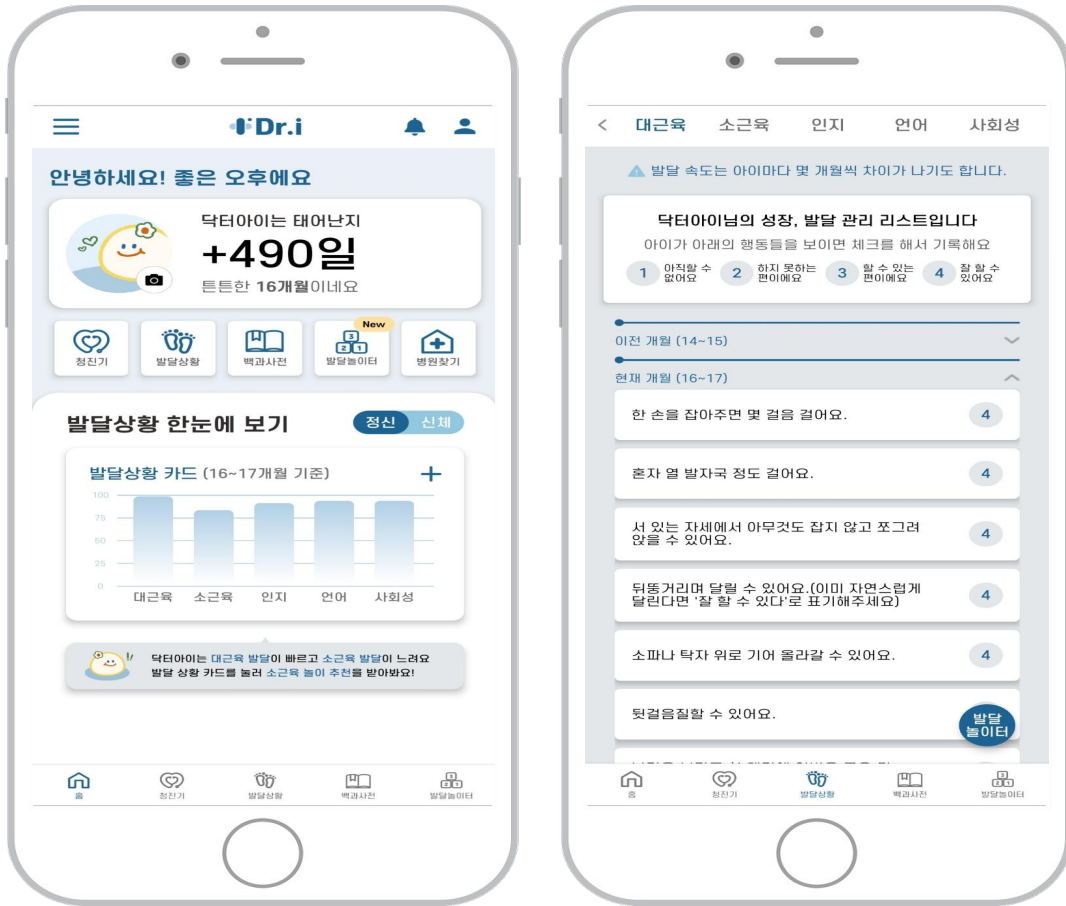 Dr.i
안녕하세요! 좋은 오후에요
닥터아이는 태어난지
+490일
튼튼한 16개월이네요
New
청진기 발달상황 백과사전 발달놀이터 병원찾기
발달상황 한눈에 보기 정신 신체
발달상황 카드 (16~17개월 기준) +
100
75
50
25
0
대근육 소근육 인지 언어 사회성
닥터아이는 대근육 발달이 빠르고 소근육 발달이 느려요
발달 상황 카드를 눌러 소근육 놀이 추천을 받아봐요!
홈 청진기 발달상황 백과사전 발달놀이터
< 대근육 소근육 인지 언어 사회성
발달 속도는 아이마다 몇 개월씩 차이가 나기도 합니다.
닥터아이님의 성장, 발달 관리 리스트입니다
아이가 아래의 행동들을 보이면 체크를 해서 기록해요
1 아직할 수 없어요 2 하지 못하는 편이에요 3 할 수 있는 편이에요 4 잘 할 수 있어요
이전 개월 (14~15)
현재 개월 (16~17)
한 손을 잡아주면 몇 걸음 걸어요. 4
혼자 열 발자국 정도 걸어요. 4
서 있는 자세에서 아무것도 잡지 않고 쪼그려
앉을 수 있어요. 4
뒤뚱거리며 달릴 수 있어요.(이미 자연스럽게
달린다면 '잘 할 수 있다'로 표기해주세요) 4
소파나 탁자 위로 기어 올라갈 수 있어요. 4
뒷걸음질할 수 있어요.
발달
놀이터
홈 청진기 발달상황 백과사전 발달놀이터